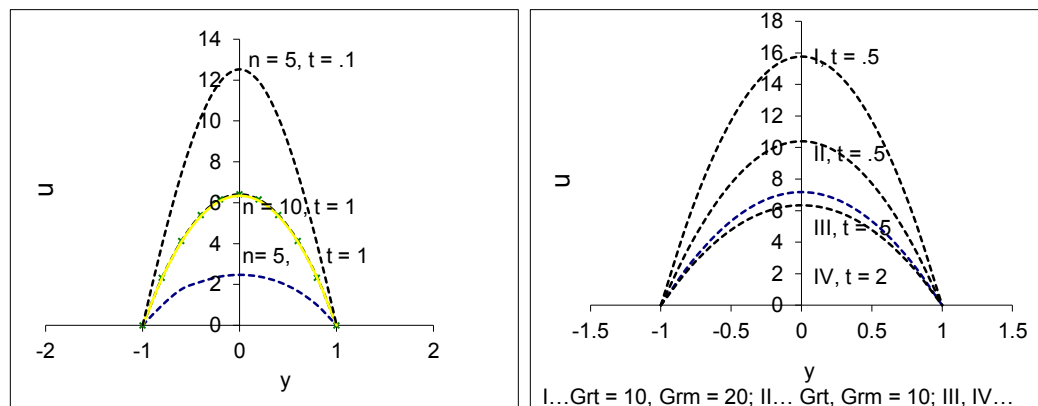 14
12
10
8
6
4
2
0
n = 5, t = .1
n = 10, t = 1
n= 5, t = 1
u
-2 -1 0 1 2
y
18
16
14
12
10
8
6
4
2
0
I, t = .5
II, t = .5
III, t = .5
IV, t = 2
u
-1.5 -1 -0.5 0 0.5 1 1.5
y
I…Grt = 10, Grm = 20; II… Grt, Grm = 10; III, IV…